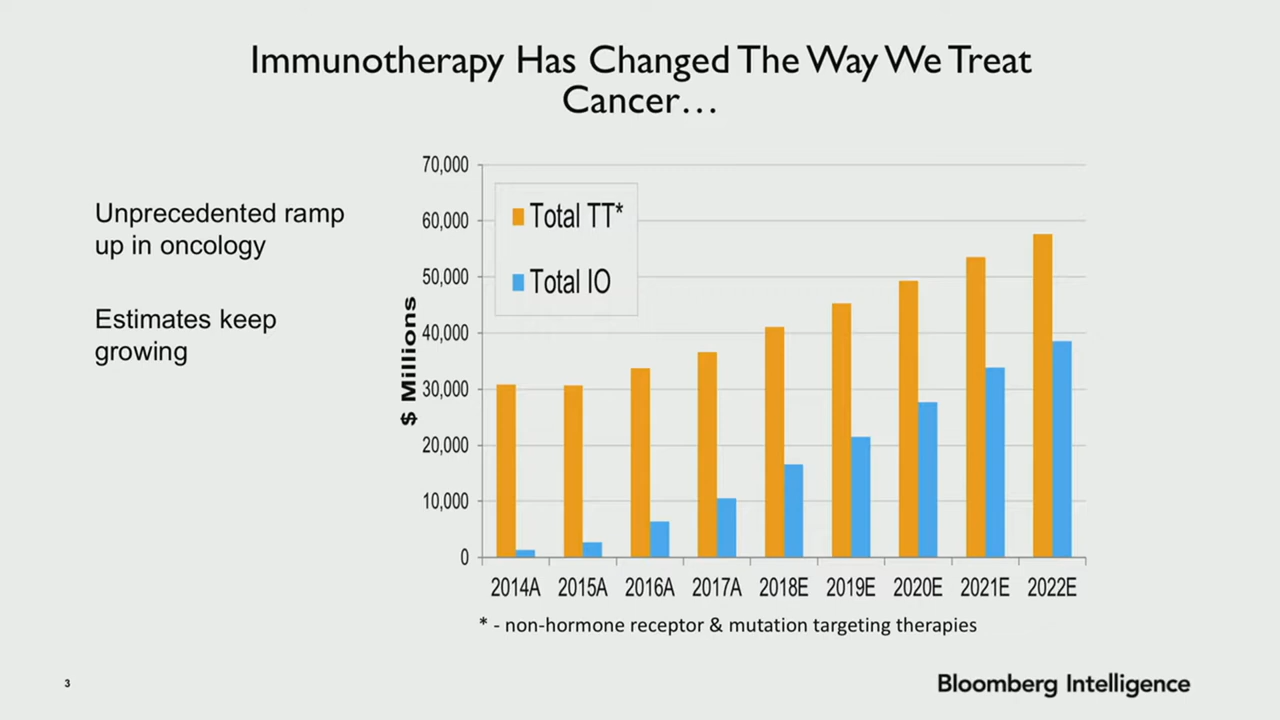 Immunotherapy Has Changed The Way We Treat
Cancer…
Unprecedented ramp
up in oncology
Estimates keep
growing
$ Millions
70,000
60,000
50,000
40,000
30,000
20,000
10,000
0
Total TT*
Total IO
2014A 2015A 2016A 2017A 2018E 2019E 2020E 2021E 2022E
* - non-hormone receptor & mutation targeting therapies
3
Bloomberg Intelligence